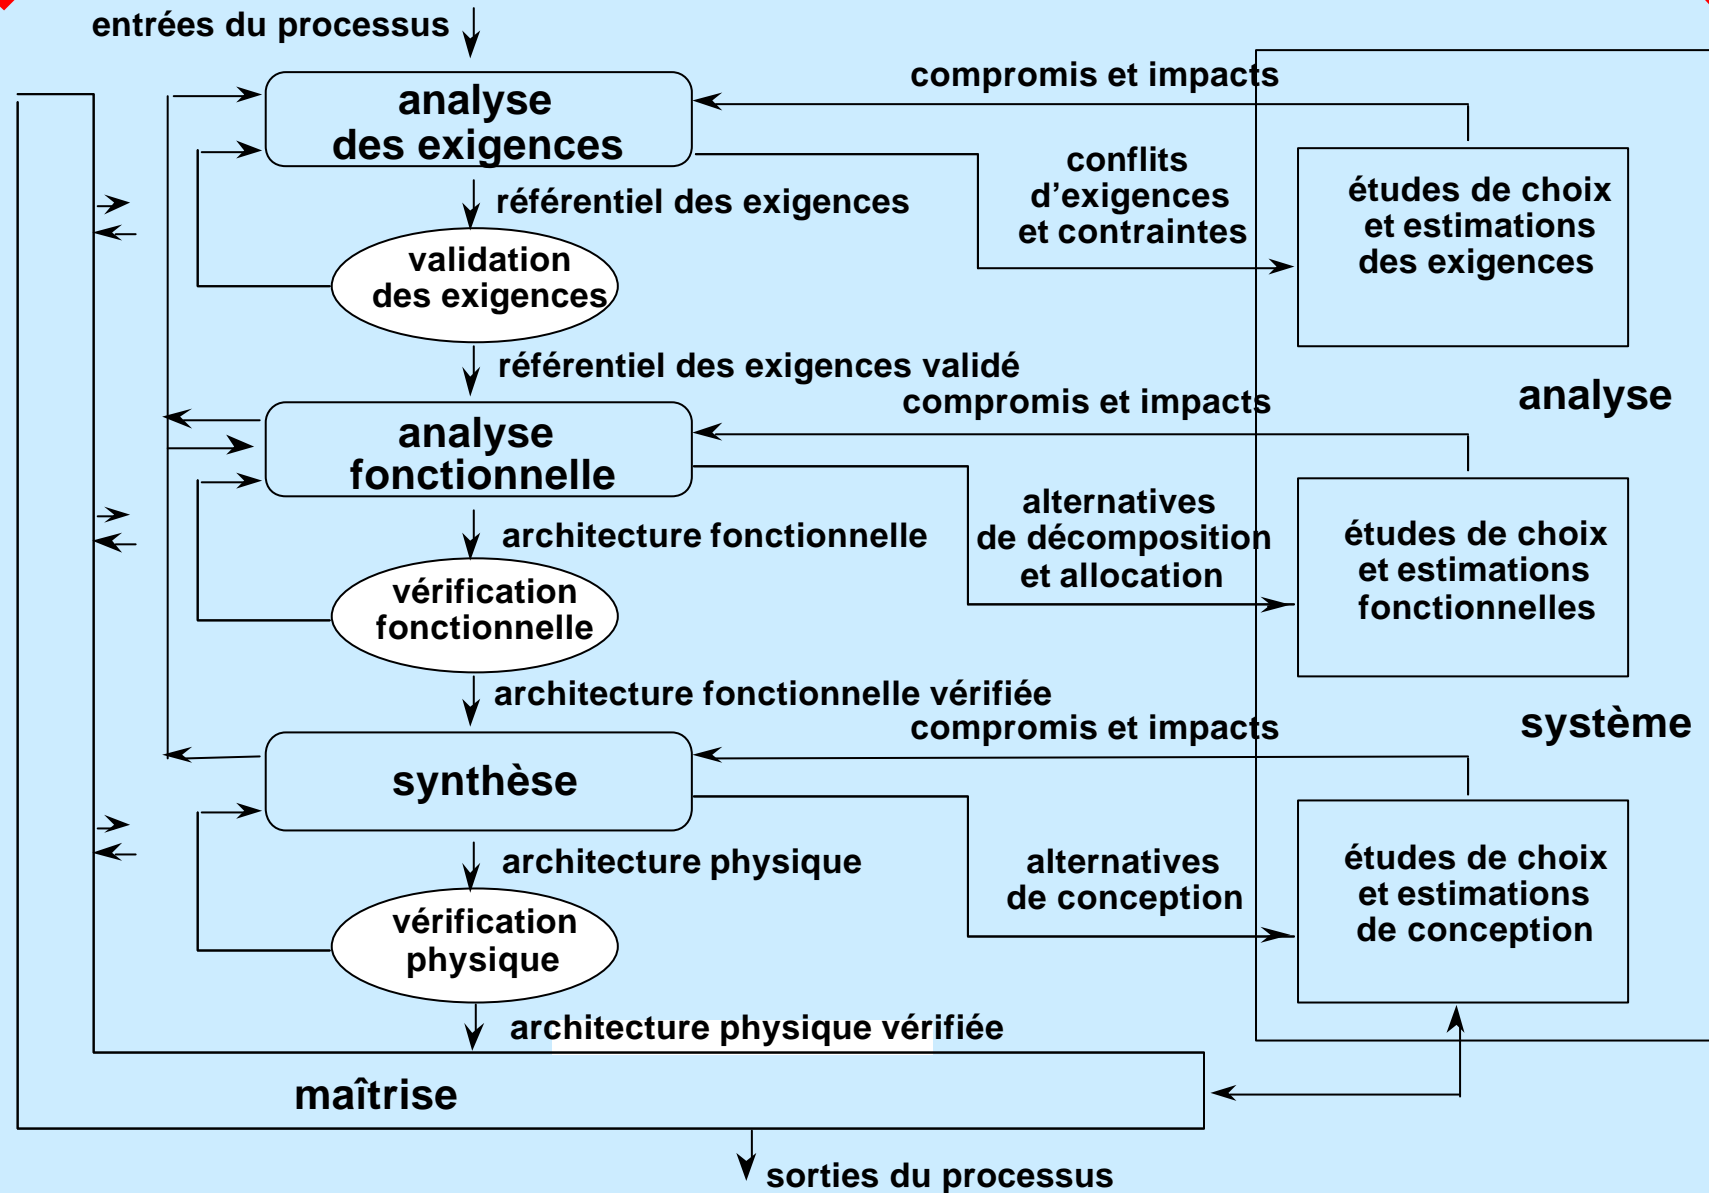 entrées du processus
compromis et impacts
analyse
des exigences
conflits
d'exigences
et contraintes
études de choix
et estimations
des exigences
référentiel des exigences
validation
des exigences
référentiel des exigences validé
compromis et impacts
analyse
analyse
fonctionnelle
alternatives
de décomposition
et allocation
études de choix
et estimations
fonctionnelles
architecture fonctionnelle
vérification
fonctionnelle
architecture fonctionnelle vérifiée
compromis et impacts
système
synthèse
architecture physique
alternatives
de conception
études de choix
et estimations
de conception
vérification
physique
architecture physique vérifiée
maîtrise
sorties du processus